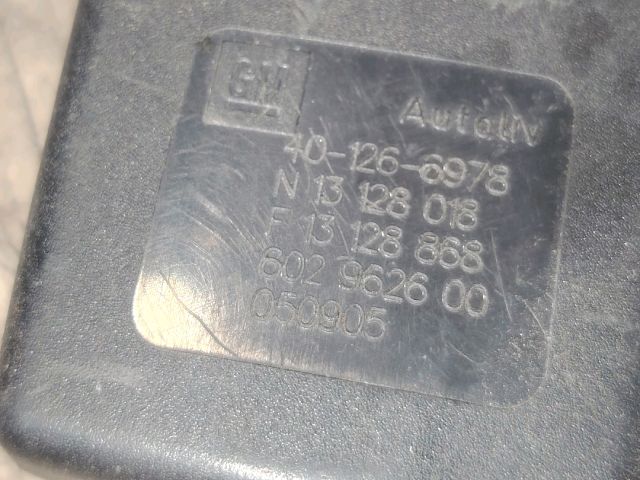 GM
Autoliv
40-126-6978
N 13 128 018
F 13 128 868
602 9626 00
050905